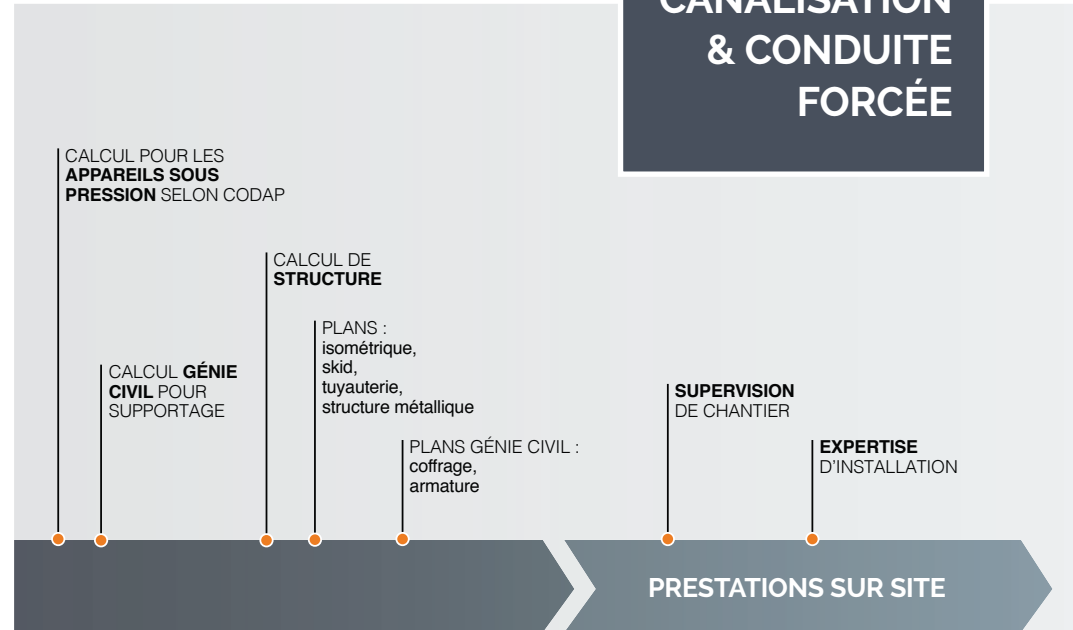 CANALISATION
& CONDUITE
FORCÉE
CALCUL POUR LES
APPAREILS SOUS
PRESSION SELON CODAP
CALCUL DE
STRUCTURE
PLANS :
isométrique,
skid,
tuyauterie,
structure métallique
CALCUL GÉNIE
CIVIL POUR
SUPPORTAGE
PLANS GÉNIE CIVIL :
coffrage,
armature
SUPERVISION
DE CHANTIER
EXPERTISE
D'INSTALLATION
PRESTATIONS SUR SITE